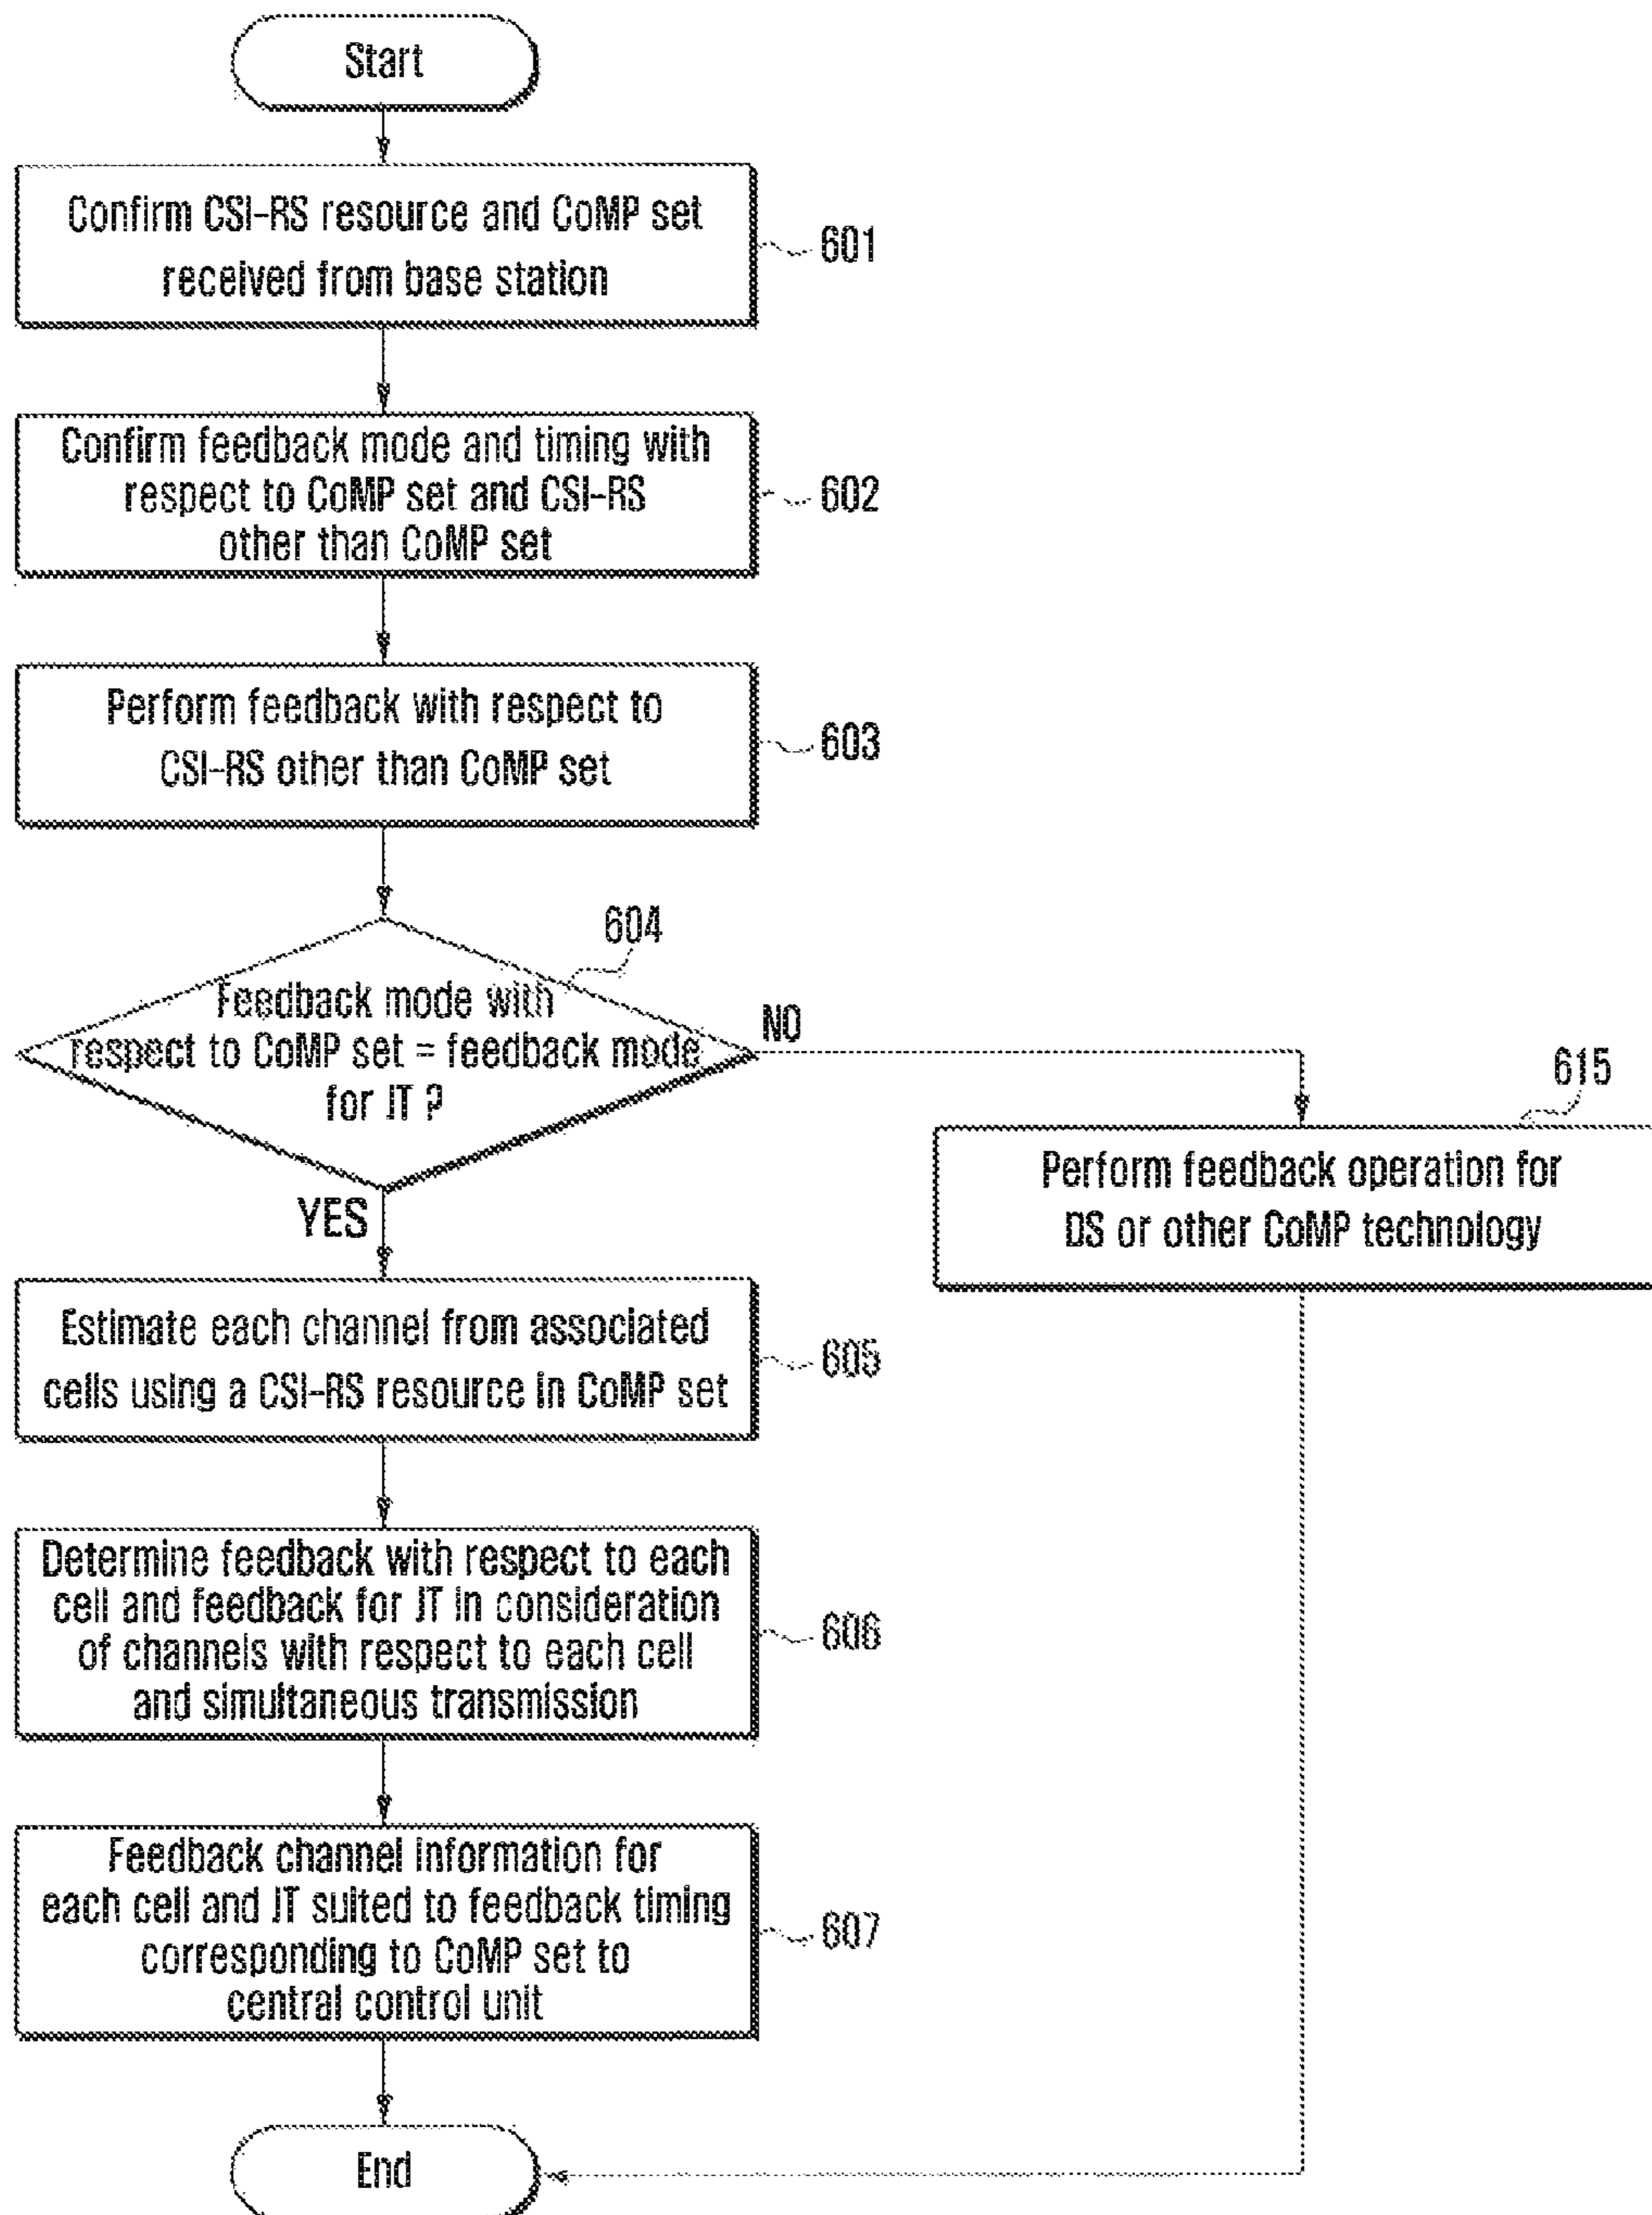 Start
Confirm CSI-RS resource and CoMP set
received from base station
601
Confirm feedback mode and timing with
respect to CoMP set and CSI-RS
other than CoMP set
602
Perform feedback with respect to
CSI-RS other than CoMP set
603
604
Feedback mode with
respect to CoMP set = feedback mode
for JT ?
NO
YES
615
Perform feedback operation for
DS or other CoMP technology
Estimate each channel from associated
cells using a CSI-RS resource in CoMP set
605
Determine feedback with respect to each
cell and feedback for JT in consideration
of channels with respect to each cell
and simultaneous transmission
606
Feedback channel information for
each cell and JT suited to feedback timing
corresponding to CoMP set to
central control unit
607
End